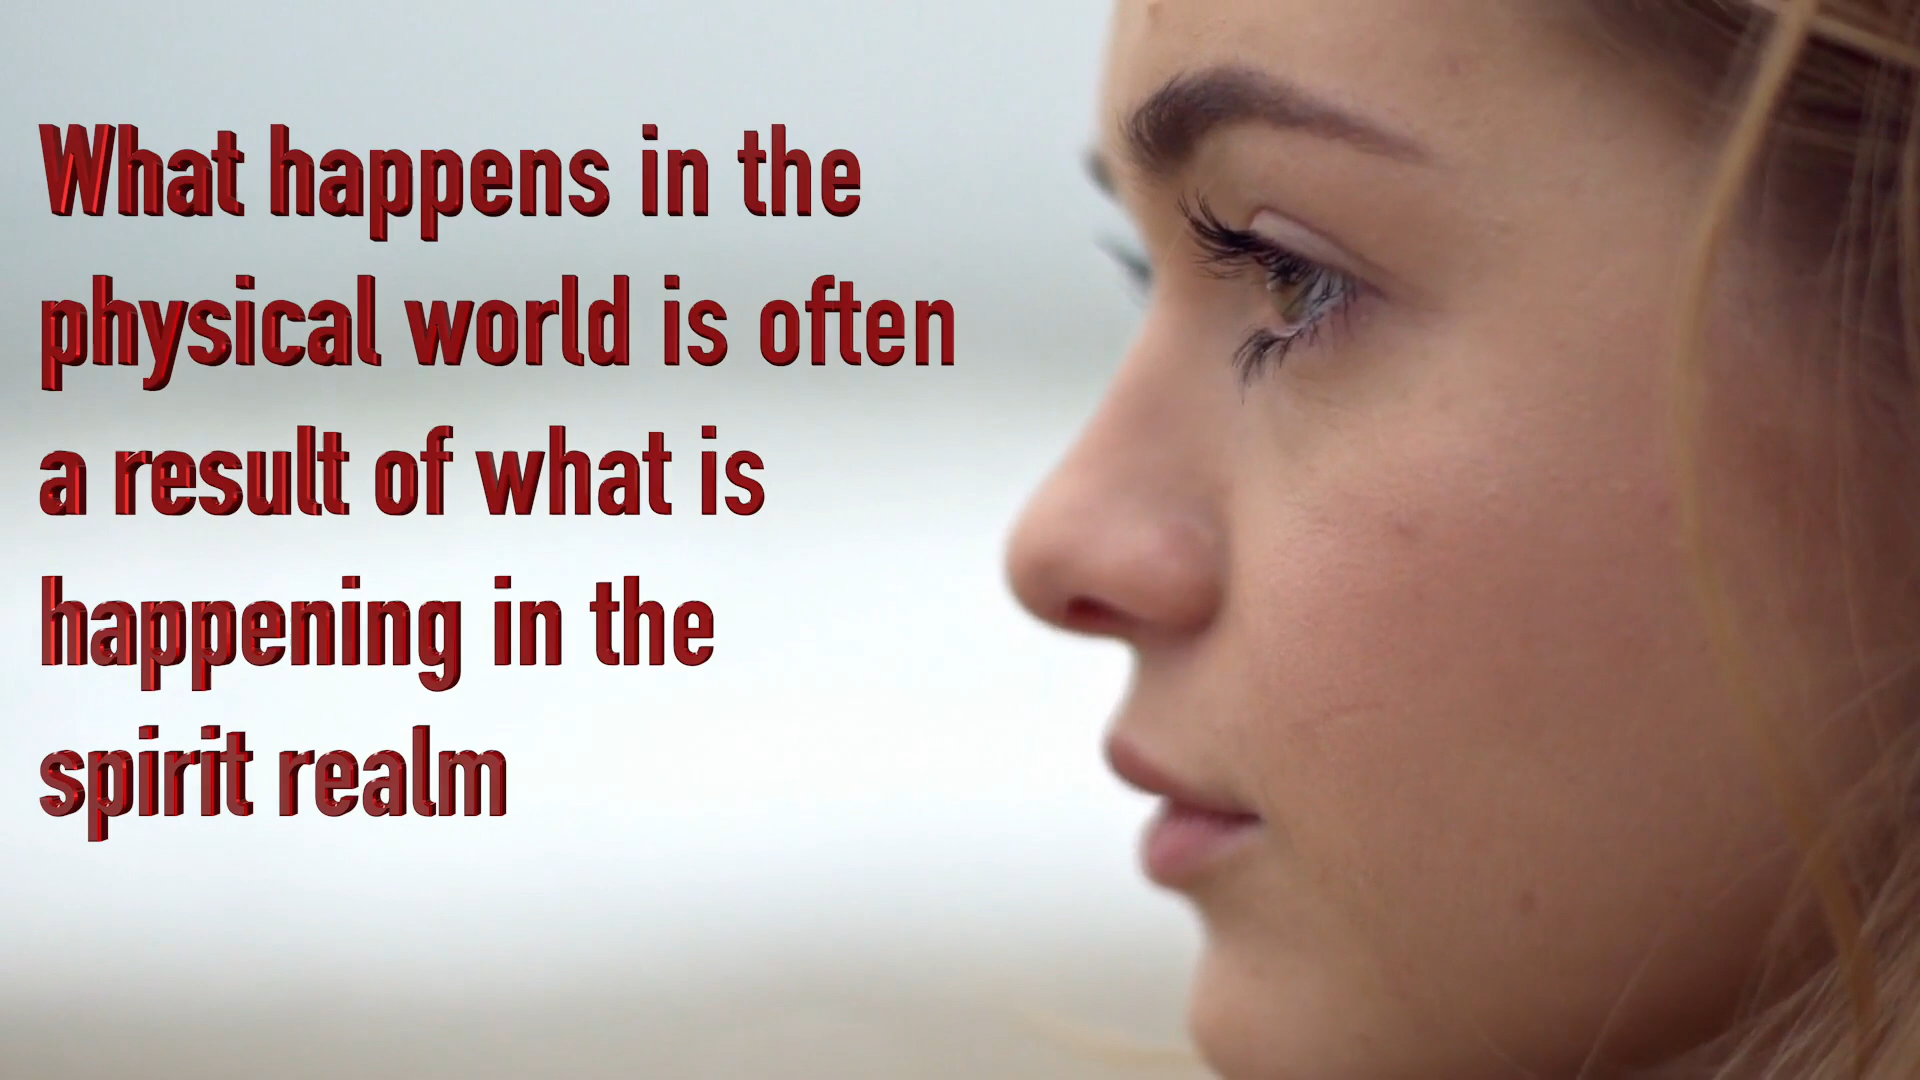 What happens in the
physical world is often
a result of what is
happening in the
spirit realm